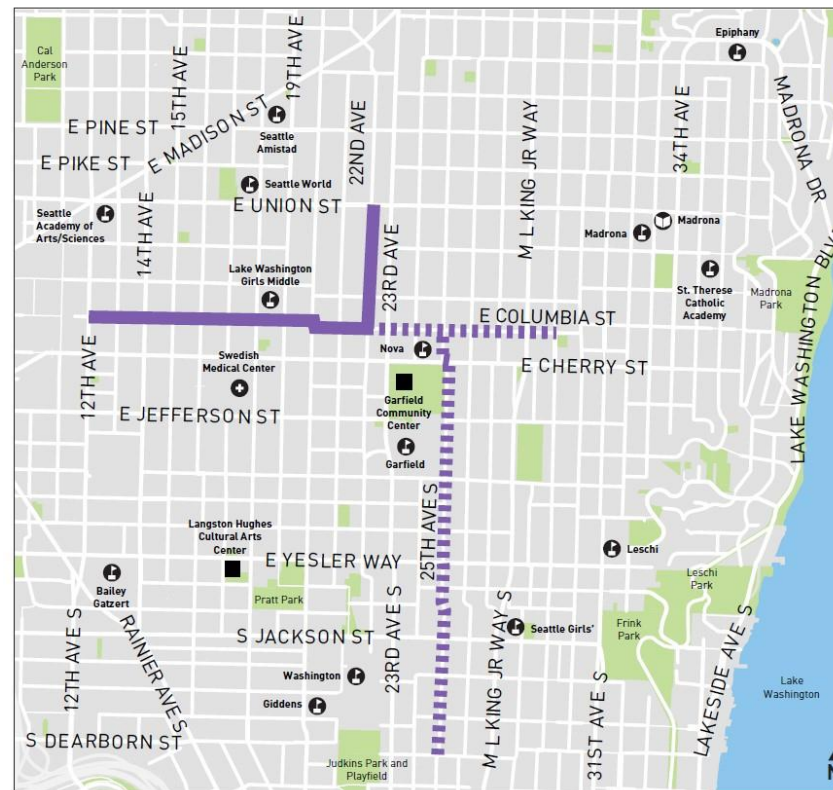 Epiphany
Cal
Anderson
Park
15TH AVE
19TH AVE
22ND AVE
M L KING JR WAY
34TH AVE
MADRONA DR
E PINE ST
E MADISON ST
Seattle
Amistad
E PIKE ST
Seattle World
E UNION ST
Seattle
Academy of
Arts/Sciences
14TH AVE
23RD AVE
Madrona
Madrona
St. Therese
Catholic
Academy
Madrona
Park
Lake Washington
Girls Middle
E COLUMBIA ST
Nova
E CHERRY ST
12TH AVE
Swedish
Medical Center
E JEFFERSON ST
Garfield
Community
Center
Garfield
LAKE WASHINGTON BLV
25TH AVE S
Langston Hughes
Cultural Arts
Center
E YESLER WAY
Leschi
Bailey
Gatzert
Pratt Park
Leschi
Park
12TH AVE S
RAINIER AVE S
S JACKSON ST
23RD AVE S
M L KING JR WAY S
Seattle Girls'
Frink
Park
Washington
Giddens
31ST AVE S
LAKESIDE AVE S
Lake
Washington
S DEARBORN ST
Judkins Park and
Playfield
N